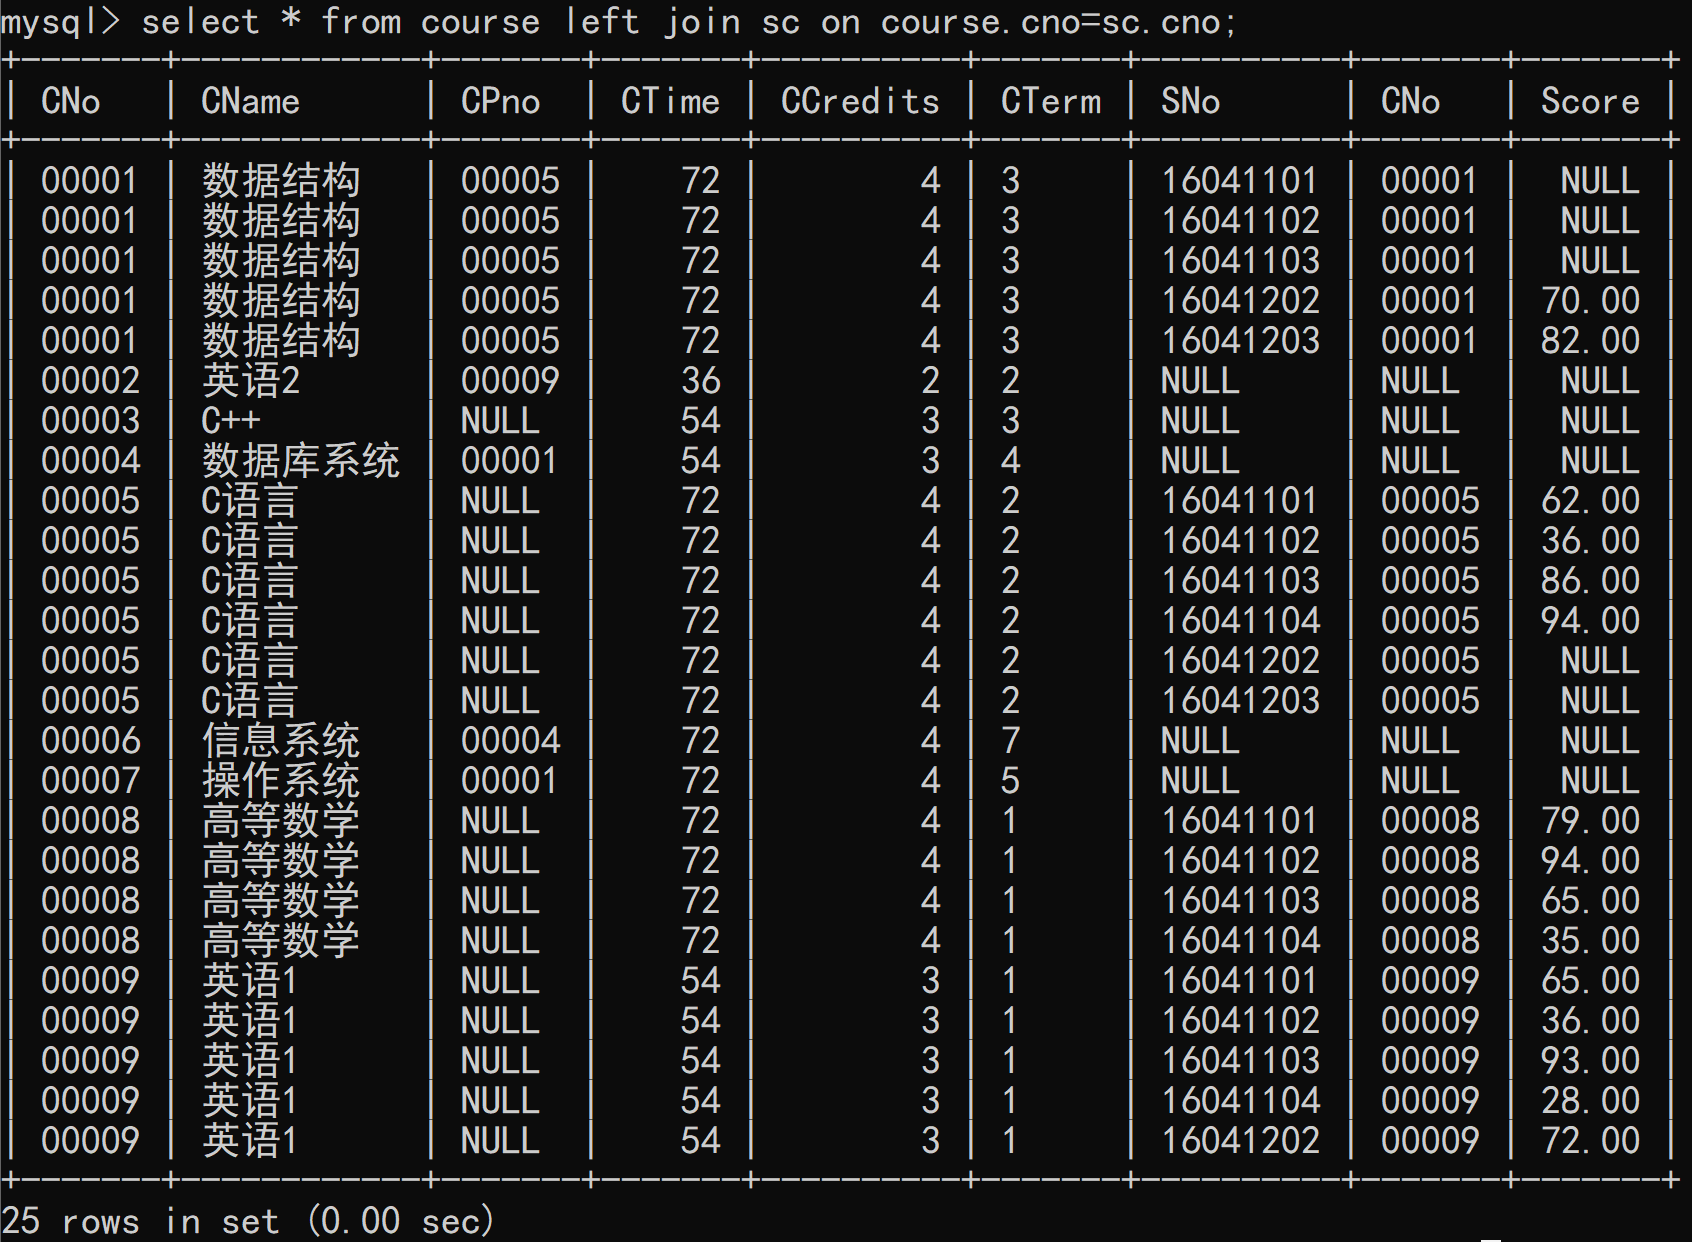 mysql> select * from course left join sc on course.cno=sc.cno;
+--------+-------------+--------+--------+-----------+--------+-----------+--------+--------+
| CNo    | CName       | CPno   | CTime | CCredits | CTerm | SNo       | CNo    | Score |
+--------+-------------+--------+--------+-----------+--------+-----------+--------+--------+
| 00001 | 数据结构 | 00005 | 72 | 4 | 3 | 16041101 | 00001 | NULL |
| 00001 | 数据结构 | 00005 | 72 | 4 | 3 | 16041102 | 00001 | NULL |
| 00001 | 数据结构 | 00005 | 72 | 4 | 3 | 16041103 | 00001 | NULL |
| 00001 | 数据结构 | 00005 | 72 | 4 | 3 | 16041202 | 00001 | 70.00 |
| 00001 | 数据结构 | 00005 | 72 | 4 | 3 | 16041203 | 00001 | 82.00 |
| 00002 | 英语2 | 00009 | 36 | 2 | 2 | NULL | NULL | NULL |
| 00003 | C++ | NULL | 54 | 3 | 3 | NULL | NULL | NULL |
| 00004 | 数据库系统 | 00001 | 54 | 3 | 4 | NULL | NULL | NULL |
| 00005 | C语言 | NULL | 72 | 4 | 2 | 16041101 | 00005 | 62.00 |
| 00005 | C语言 | NULL | 72 | 4 | 2 | 16041102 | 00005 | 36.00 |
| 00005 | C语言 | NULL | 72 | 4 | 2 | 16041103 | 00005 | 86.00 |
| 00005 | C语言 | NULL | 72 | 4 | 2 | 16041104 | 00005 | 94.00 |
| 00005 | C语言 | NULL | 72 | 4 | 2 | 16041202 | 00005 | NULL |
| 00005 | C语言 | NULL | 72 | 4 | 2 | 16041203 | 00005 | NULL |
| 00006 | 信息系统 | 00004 | 72 | 4 | 7 | NULL | NULL | NULL |
| 00007 | 操作系统 | 00001 | 72 | 4 | 5 | NULL | NULL | NULL |
| 00008 | 高等数学 | NULL | 72 | 4 | 1 | 16041101 | 00008 | 79.00 |
| 00008 | 高等数学 | NULL | 72 | 4 | 1 | 16041102 | 00008 | 94.00 |
| 00008 | 高等数学 | NULL | 72 | 4 | 1 | 16041103 | 00008 | 65.00 |
| 00008 | 高等数学 | NULL | 72 | 4 | 1 | 16041104 | 00008 | 35.00 |
| 00009 | 英语1 | NULL | 54 | 3 | 1 | 16041101 | 00009 | 65.00 |
| 00009 | 英语1 | NULL | 54 | 3 | 1 | 16041102 | 00009 | 36.00 |
| 00009 | 英语1 | NULL | 54 | 3 | 1 | 16041103 | 00009 | 93.00 |
| 00009 | 英语1 | NULL | 54 | 3 | 1 | 16041104 | 00009 | 28.00 |
| 00009 | 英语1 | NULL | 54 | 3 | 1 | 16041202 | 00009 | 72.00 |
+--------+-------------+--------+--------+-----------+--------+-----------+--------+--------+
25 rows in set (0.00 sec)